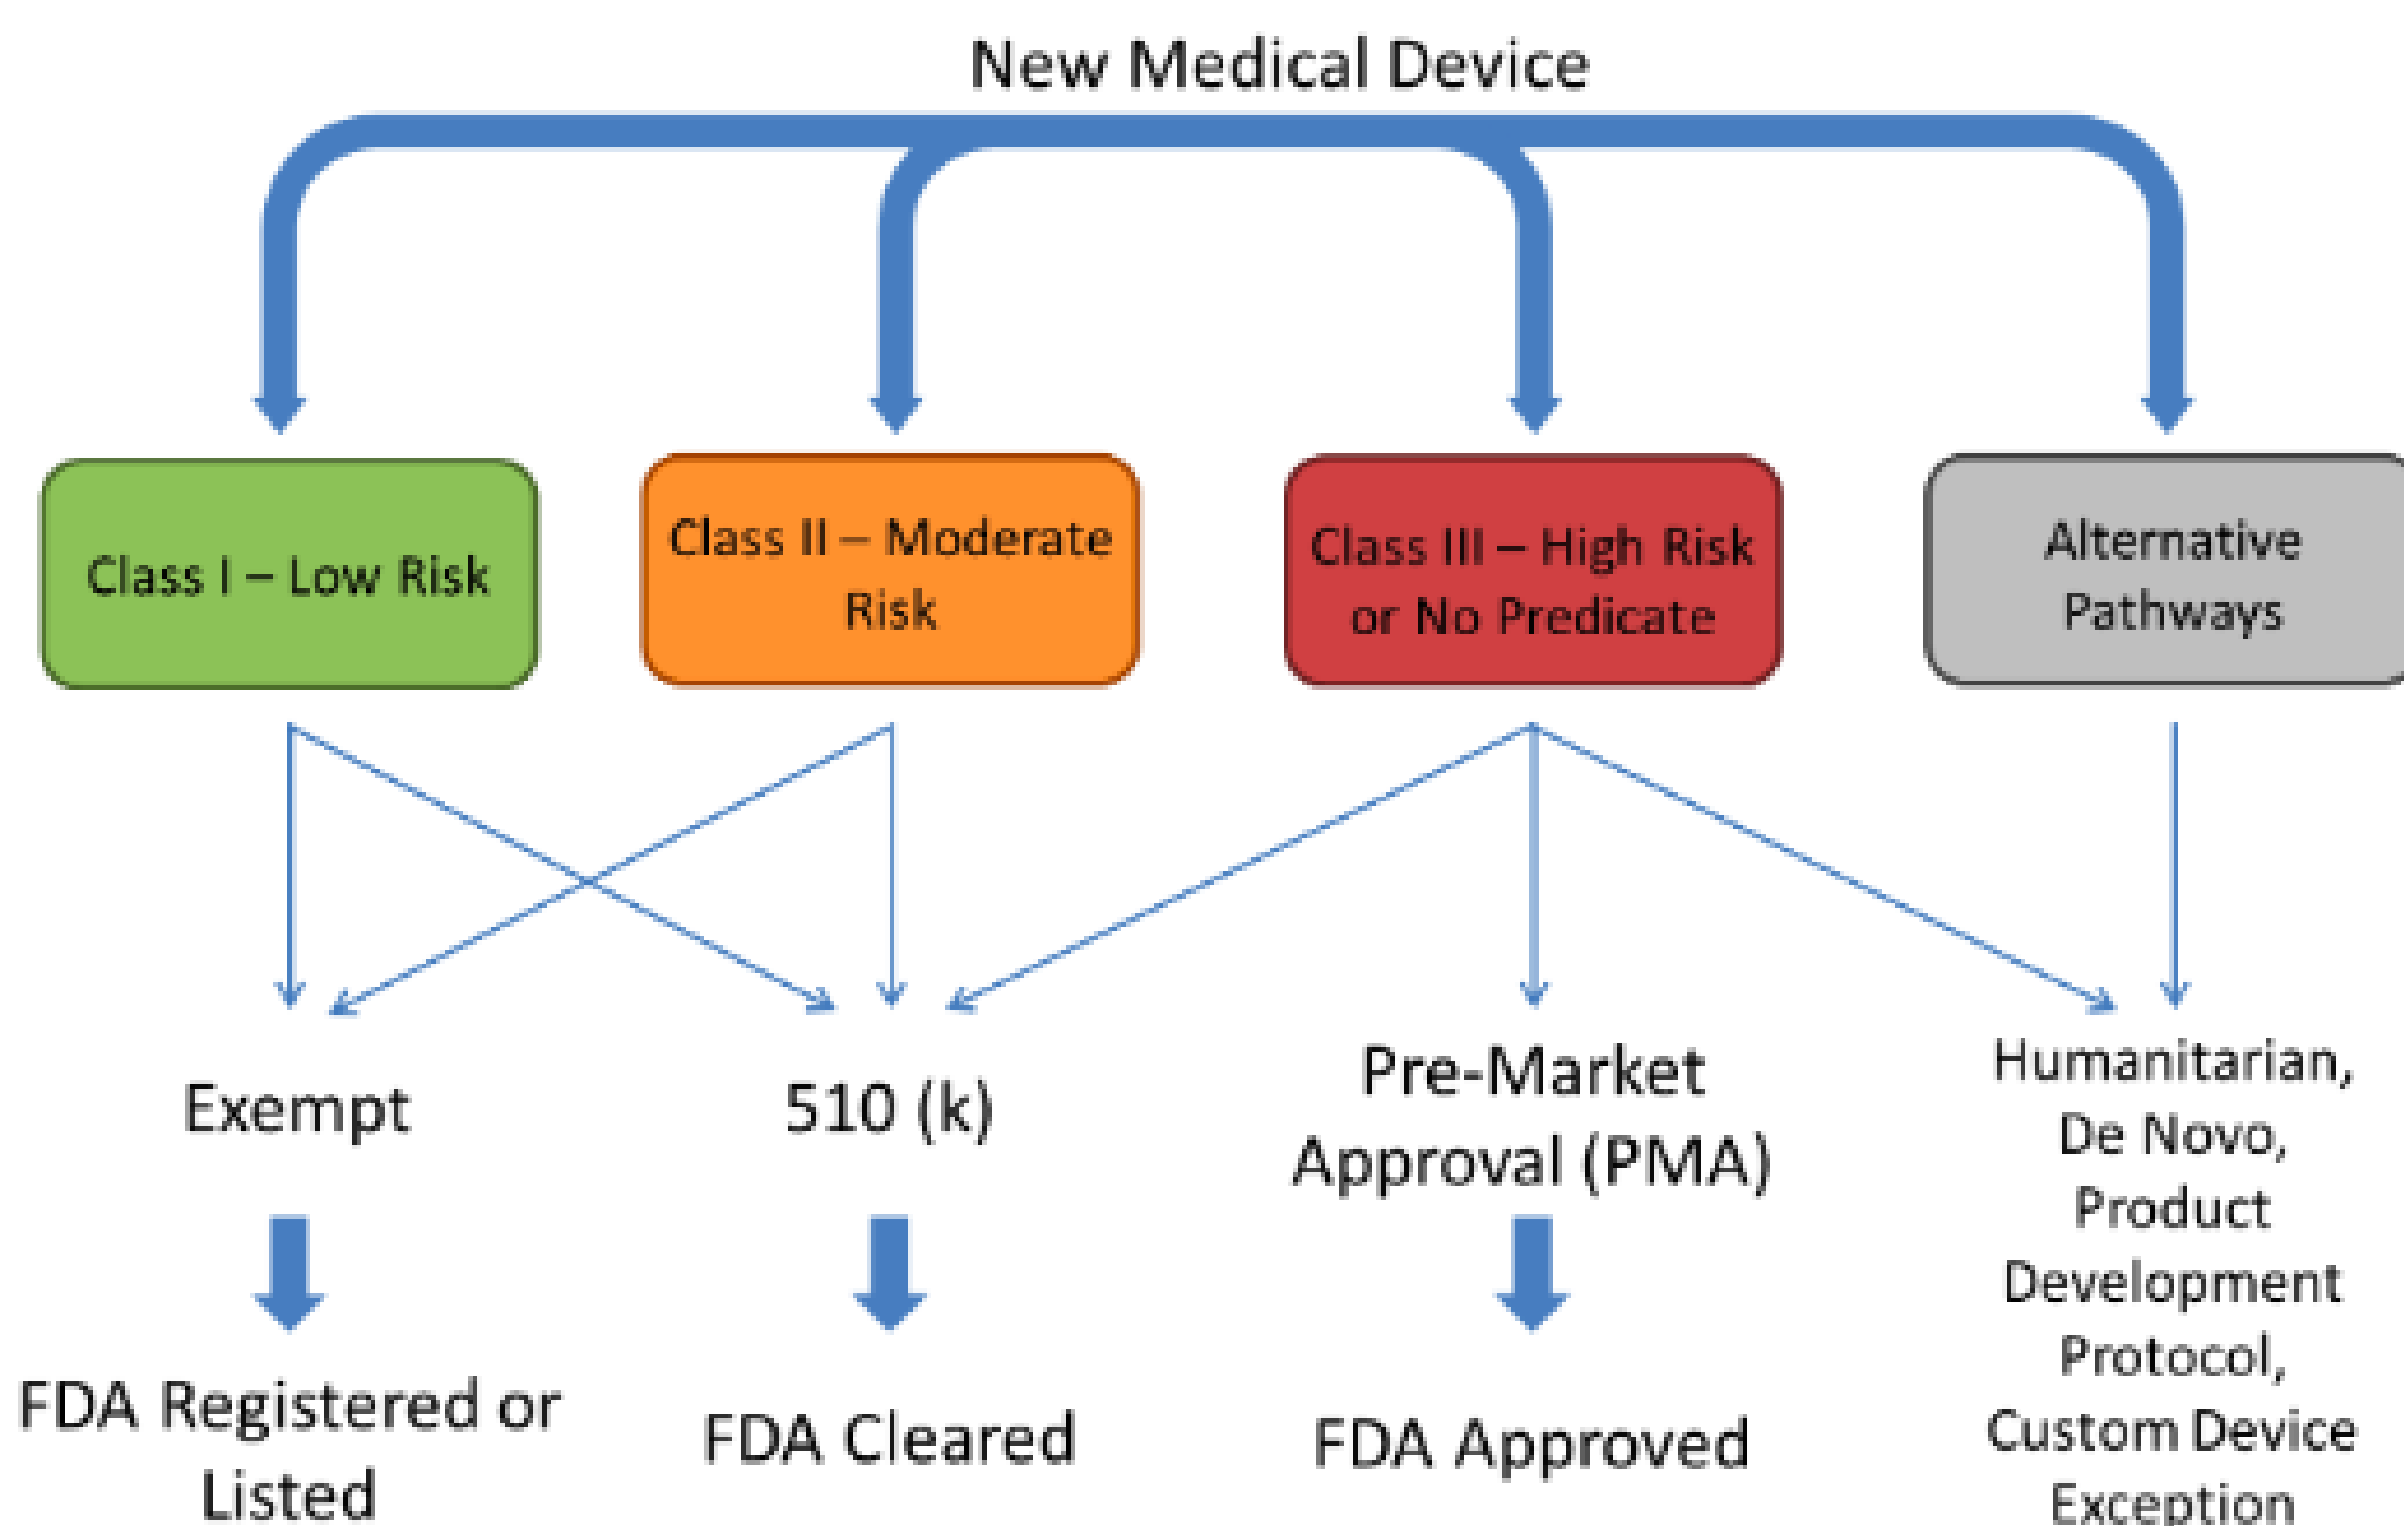 New Medical Device
Class I – Low Risk
Class II – Moderate
Risk
Class III – High Risk
or No Predicate
Alternative
Pathways
Exempt
510 (k)
Pre-Market
Approval (PMA)
Humanitarian,
De Novo,
Product
Development
Protocol,
Custom Device
Exception
FDA Registered or
Listed
FDA Cleared
FDA Approved